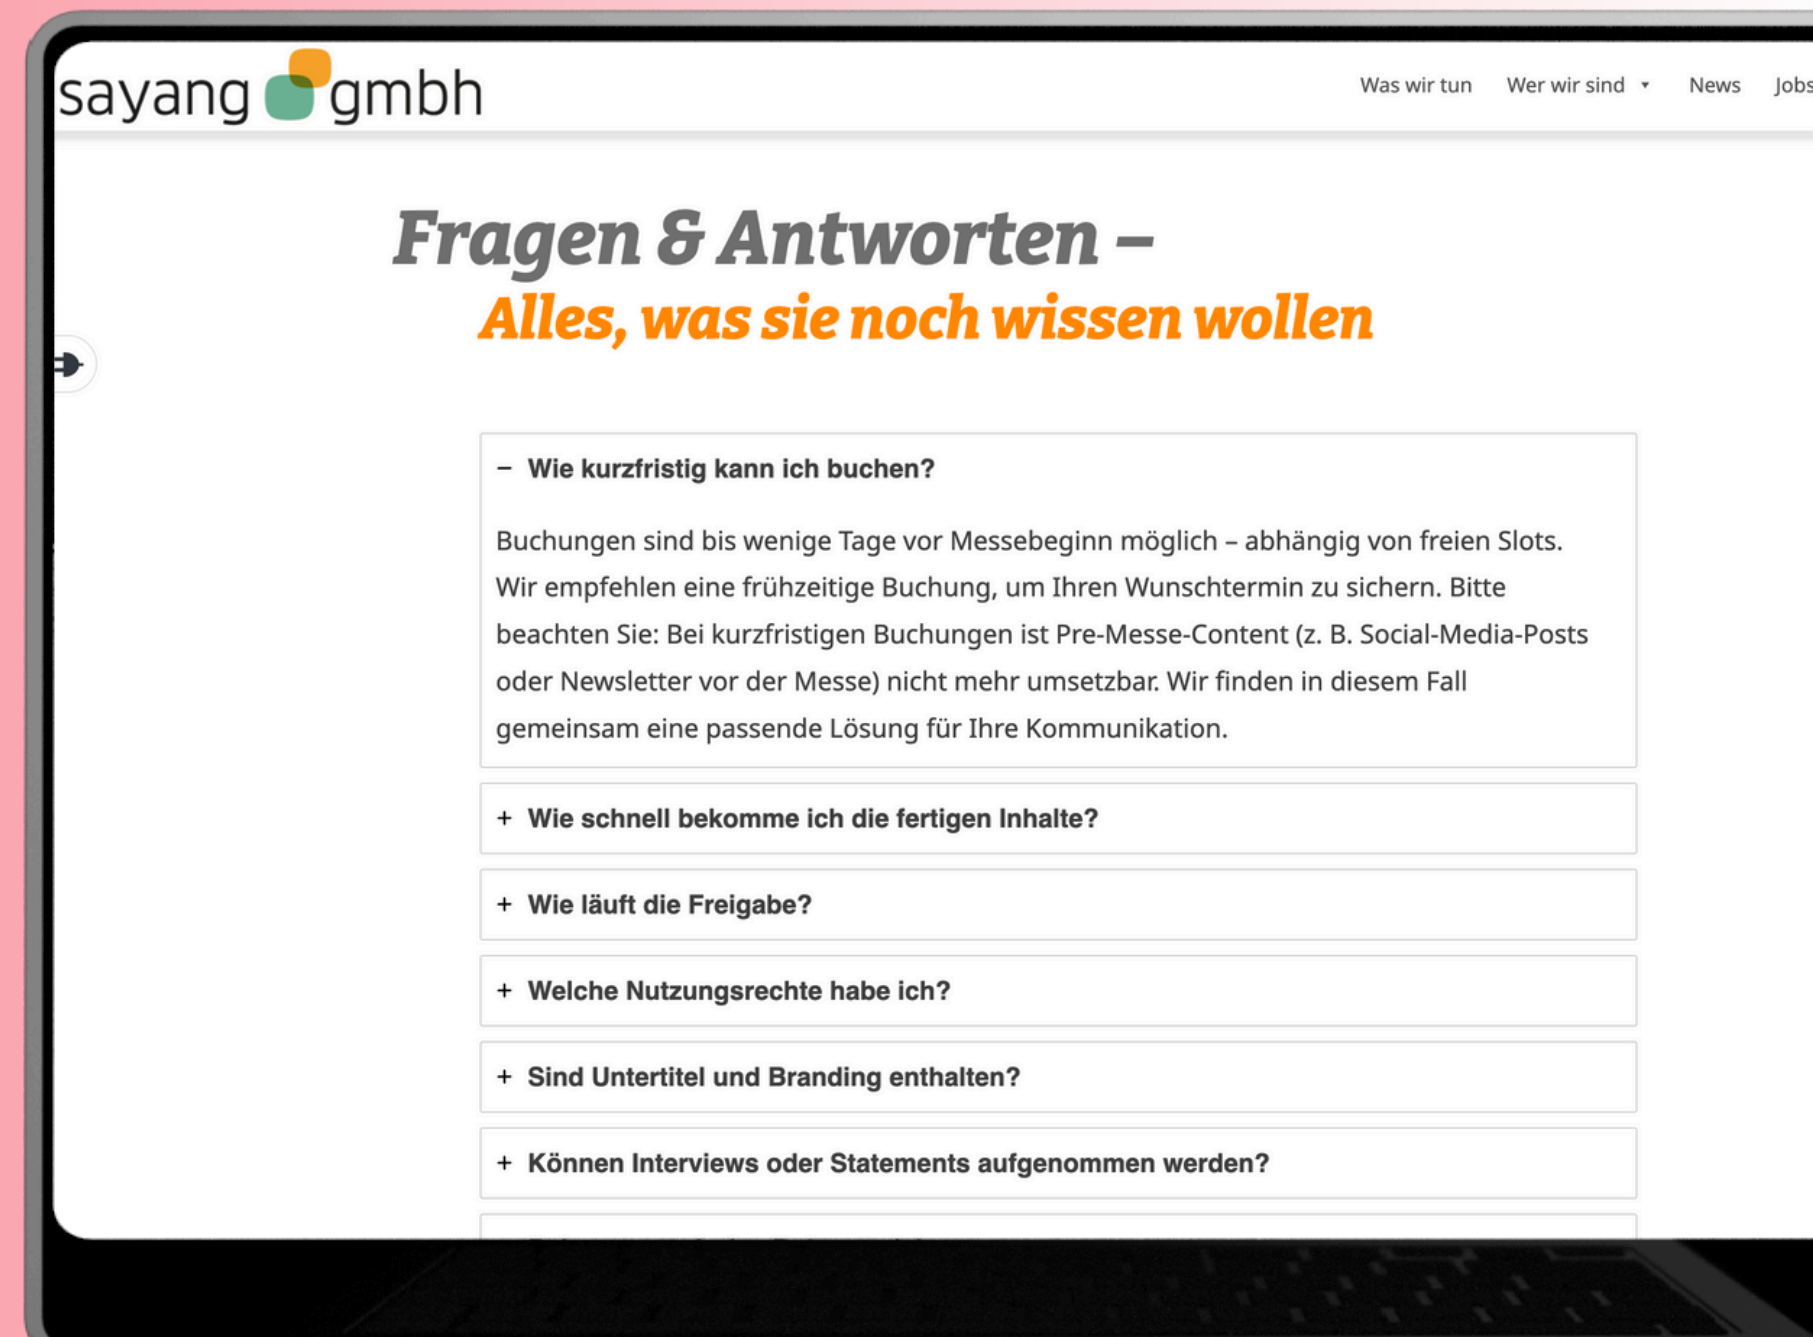 sayang gmbh
Was wir tun Wer wir sind News Jobs
Fragen & Antworten –
Alles, was sie noch wissen wollen
– Wie kurzfristig kann ich buchen?
Buchungen sind bis wenige Tage vor Messebeginn möglich – abhängig von freien Slots.
Wir empfehlen eine frühzeitige Buchung, um Ihren Wunschtermin zu sichern. Bitte
beachten Sie: Bei kurzfristigen Buchungen ist Pre-Messe-Content (z. B. Social-Media-Posts
oder Newsletter vor der Messe) nicht mehr umsetzbar. Wir finden in diesem Fall
gemeinsam eine passende Lösung für Ihre Kommunikation.
+ Wie schnell bekomme ich die fertigen Inhalte?
+ Wie läuft die Freigabe?
+ Welche Nutzungsrechte habe ich?
+ Sind Untertitel und Branding enthalten?
+ Können Interviews oder Statements aufgenommen werden?